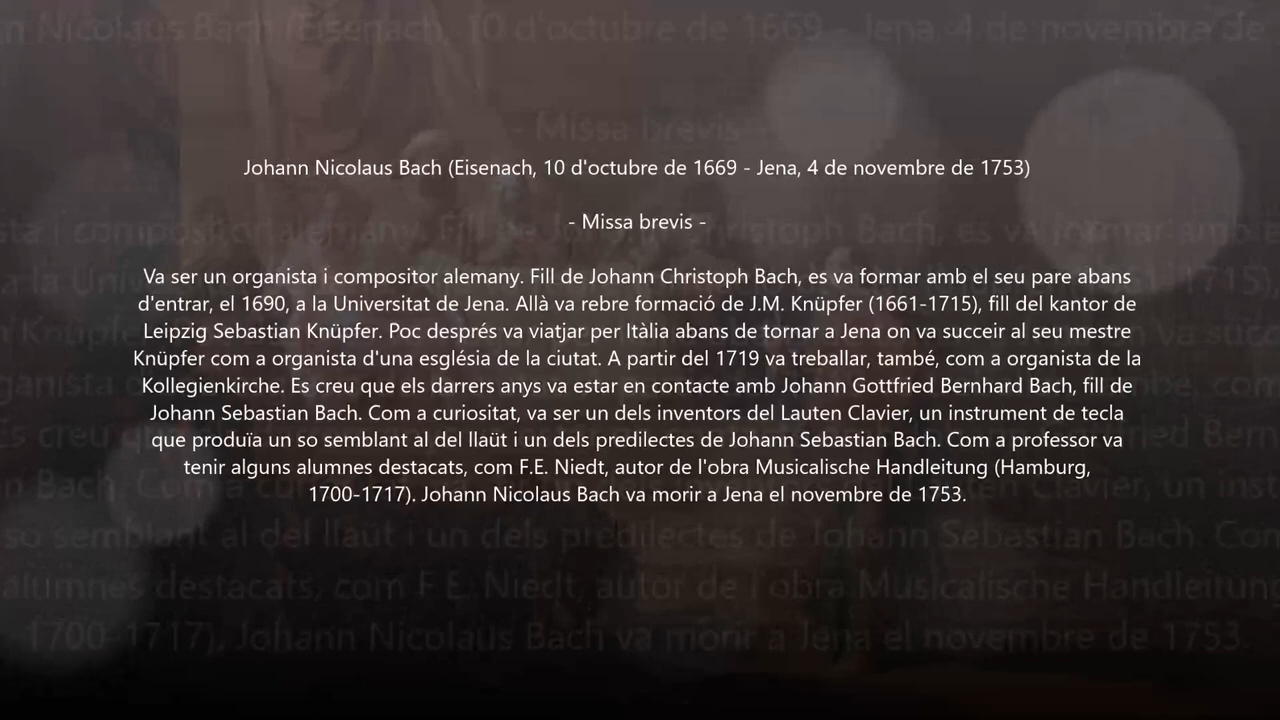 Johann Nicolaus Bach (Eisenach, 10 d'octubre de 1669 - Jena, 4 de novembre de 1753)
- Missa brevis -
Va ser un organista i compositor alemany. Fill de Johann Christoph Bach, es va formar amb el seu pare abans
d'entrar, el 1690, a la Universitat de Jena. Allà va rebre formació de J.M. Knüpfer (1661-1715), fill del kantor de
Leipzig Sebastian Knüpfer. Poc després va viatjar per Itàlia abans de tornar a Jena on va succeir al seu mestre
Knüpfer com a organista d'una església de la ciutat. A partir del 1719 va treballar, també, com a organista de la
Kollegienkirche. Es creu que els darrers anys va estar en contacte amb Johann Gottfried Bernhard Bach, fill de
Johann Sebastian Bach. Com a curiositat, va ser un dels inventors del Lauten Clavier, un instrument de tecla
que produïa un so semblant al del llaüt i un dels predilectes de Johann Sebastian Bach. Com a professor va
tenir alguns alumnes destacats, com F.E. Niedt, autor de l'obra Musicalische Handleitung (Hamburg,
1700-1717). Johann Nicolaus Bach va morir a Jena el novembre de 1753.